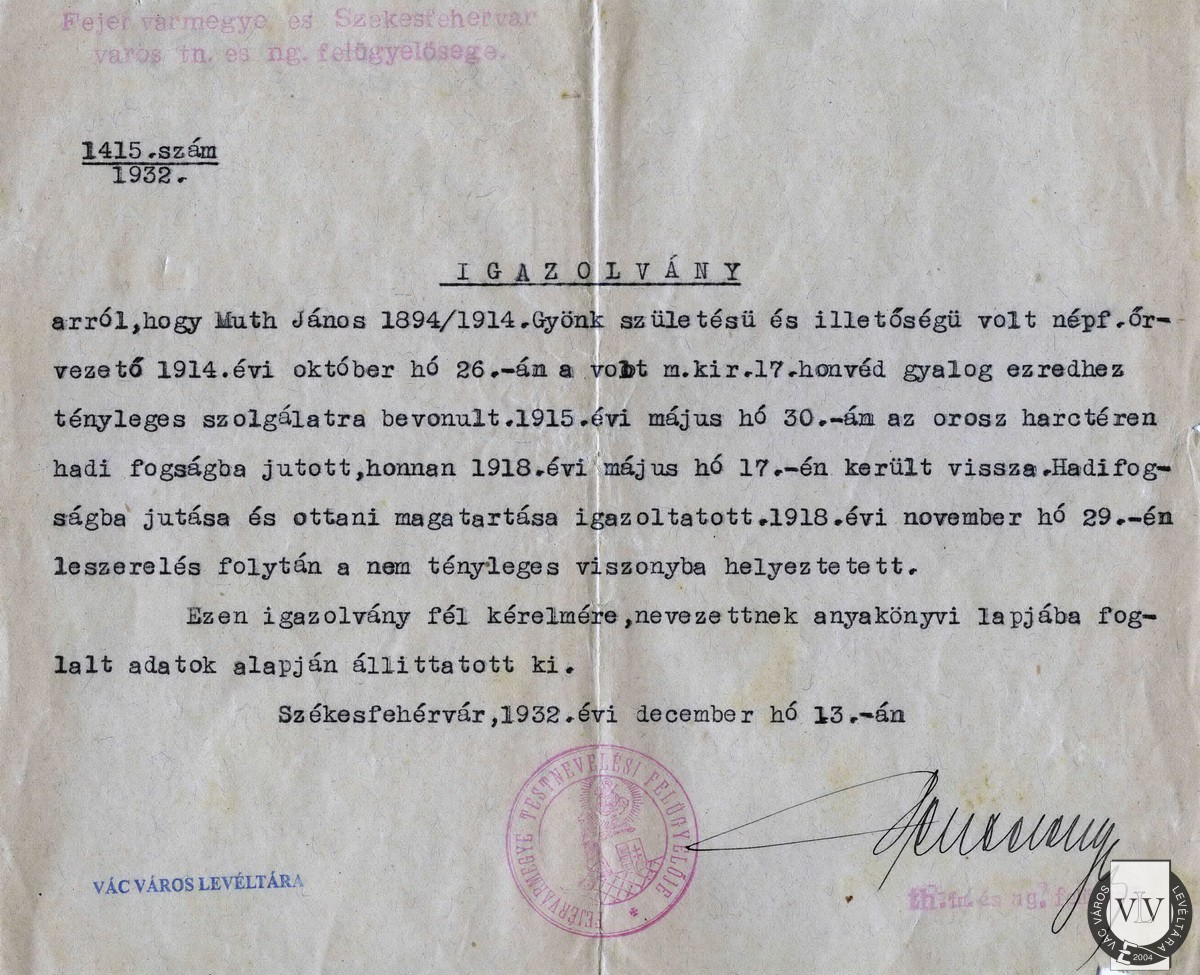 Fejér vármegye és Székesfehérvár
város tn. és ng. felügyelősége.
1415.szám
1932.
IGAZOLVÁNY
arról,hogy Muth János 1894/1914.Gyönk születésü és illetőségü volt népf.őr-
vezető 1914.évi október hó 26.-án a volt m.kir.17.honvéd gyalog ezredhez
tényleges szolgálatra bevonult.1915.évi május hó 30.-ám az orosz harctéren
hadi fogságba jutott,honnan 1918.évi május hó 17.-én került vissza.Hadifog-
ságba jutása és ottani magatartása igazoltatott.1918.évi november hó 29.-én
leszerelés folytán a nem tényleges viszonyba helyeztetett.
Ezen igazolvány fél kérelmére,nevezettnek anyakönyvi lapjába fog-
lalt adatok alapján állittatott ki.
Székesfehérvár,1932.évi december hó 13.-án
FEJÉRVÁRMEGYE TESTNEVELÉSI FELÜGYELŐJE
VÁC VÁROS LEVÉLTÁRA
és ng.
VÁC VÁROS LEVÉLTÁRA
VLV
2004